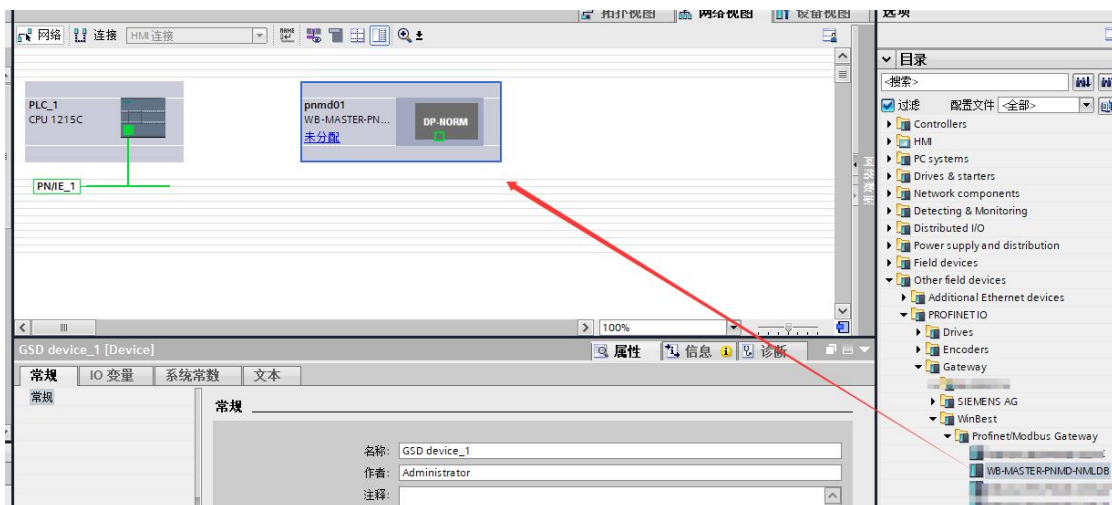 拓扑视图 网络视图 设备视图 选项
网络 连接 HMI 连接
目录
<搜索>
过滤 配置文件 <全部>
PLC_1
CPU 1215C
pnmd01
WB-MASTER-PN...
未分配
DP-NORM
PN/IE_1
Controllers
HMI
PC systems
Drives & starters
Network components
Detecting & Monitoring
Distributed I/O
Power supply and distribution
Field devices
Other field devices
Additional Ethernet devices
PROFINET IO
Drives
Encoders
Gateway
SIEMENS AG
WinBest
Profinet/Modbus Gateway
WB-MASTER-PNMD-NMLDB
100%
GSD device_1 [Device]
属性 信息 诊断
常规 IO 变量 系统常数 文本
常规
常规
名称: GSD device_1
作者: Administrator
注释: